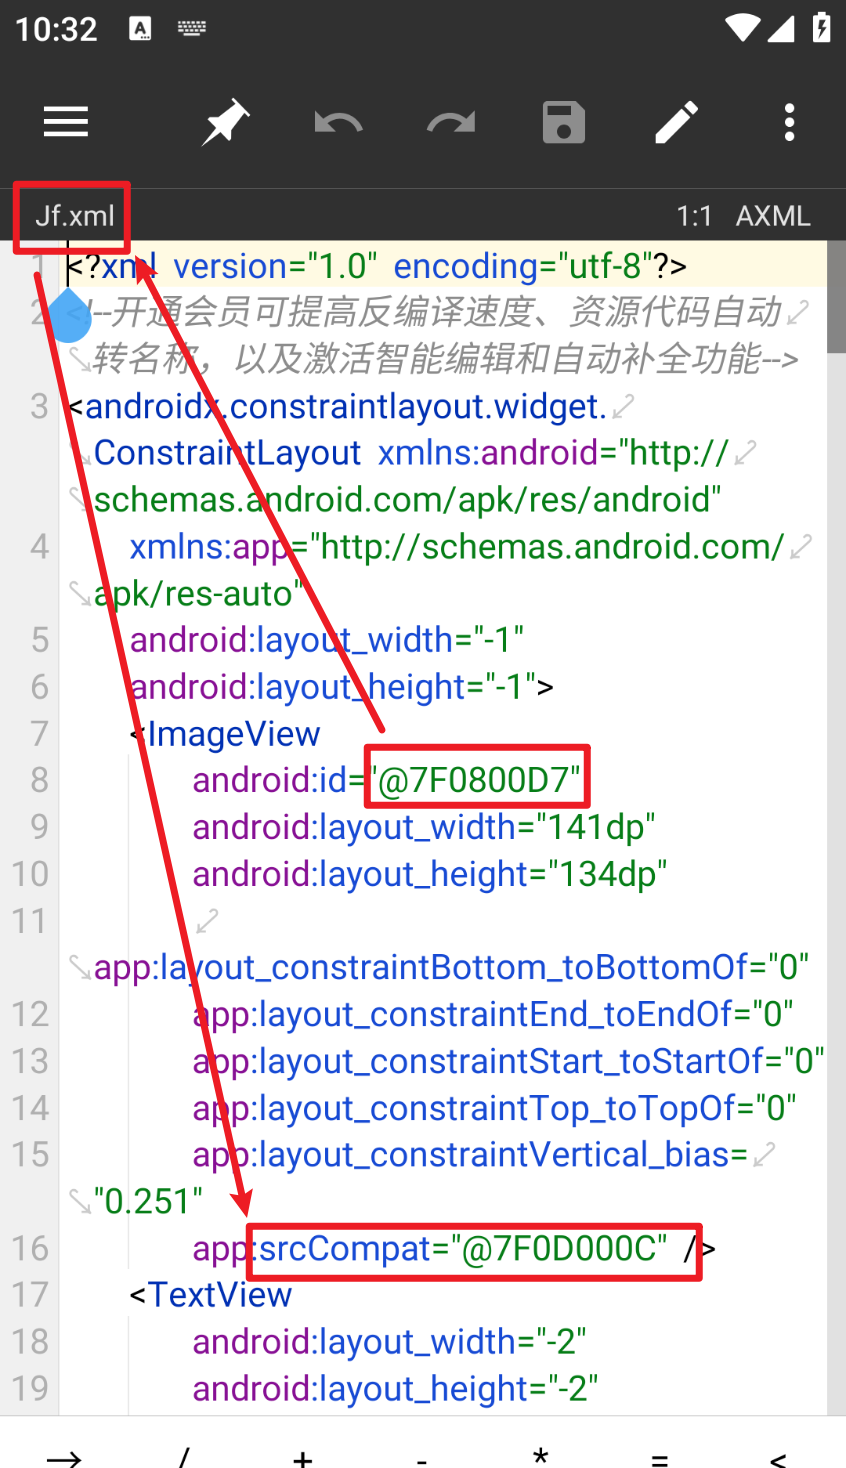 10:32
Jf.xml 1:1 AXML
1 <?xml version="1.0" encoding="utf-8"?>
2 <!--开通会员可提高反编译速度、资源代码自动
转名称，以及激活智能编辑和自动补全功能-->
3 <androidx.constraintlayout.widget.
ConstraintLayout xmlns:android="http://
schemas.android.com/apk/res/android"
4 xmlns:app="http://schemas.android.com/
apk/res-auto"
5 android:layout_width="-1"
6 android:layout_height="-1">
7 <ImageView
8 android:id="@7F0800D7"
9 android:layout_width="141dp"
10 android:layout_height="134dp"
11
app:layout_constraintBottom_toBottomOf="0"
12 app:layout_constraintEnd_toEndOf="0"
13 app:layout_constraintStart_toStartOf="0"
14 app:layout_constraintTop_toTopOf="0"
15 app:layout_constraintVertical_bias=
"0.251"
16 app:srcCompat="@7F0D000C" />
17 <TextView
18 android:layout_width="-2"
19 android:layout_height="-2"
→ / + - * = <